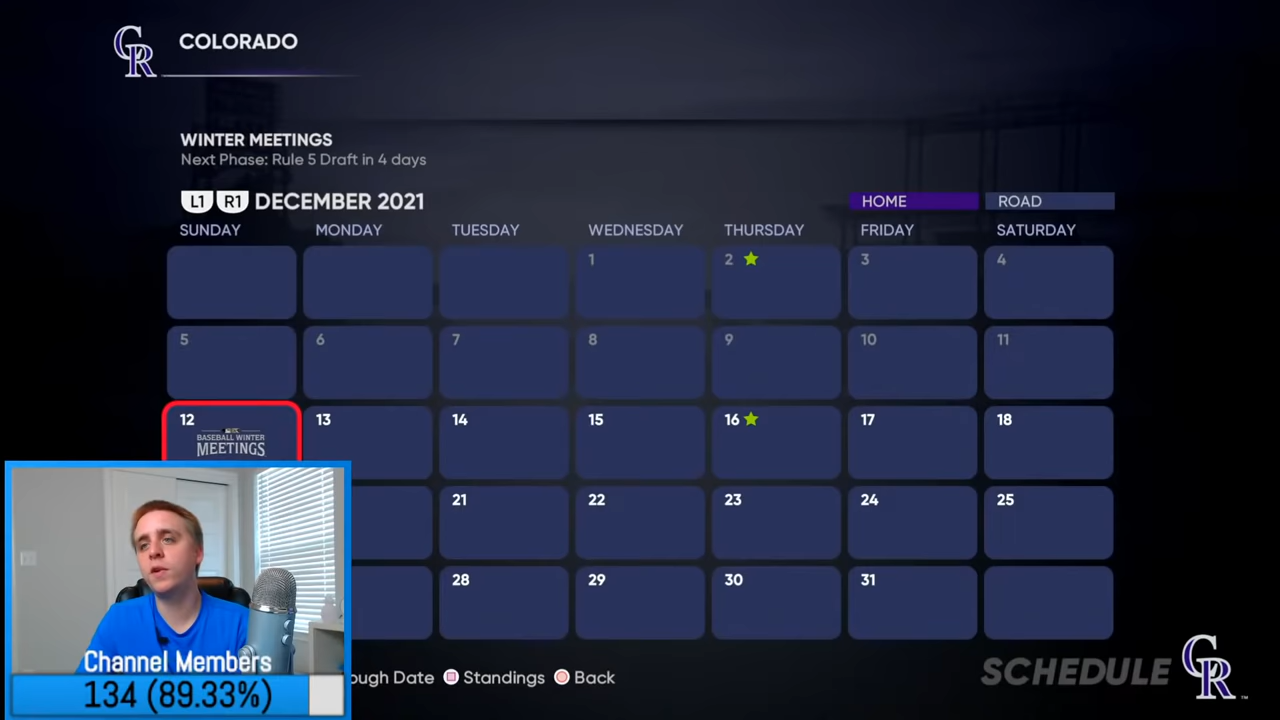 COLORADO
WINTER MEETINGS
Next Phase: Rule 5 Draft in 4 days
L1 R1 DECEMBER 2021
HOME ROAD
SUNDAY MONDAY TUESDAY WEDNESDAY THURSDAY FRIDAY SATURDAY
1 2 3 4
5 6 7 8 9 10 11
12 13 14 15 16 17 18
BASEBALL WINTER
MEETINGS
21 22 23 24 25
28 29 30 31
ough Date Standings Back
SCHEDULE CR
Channel Members
134 (89.33%)